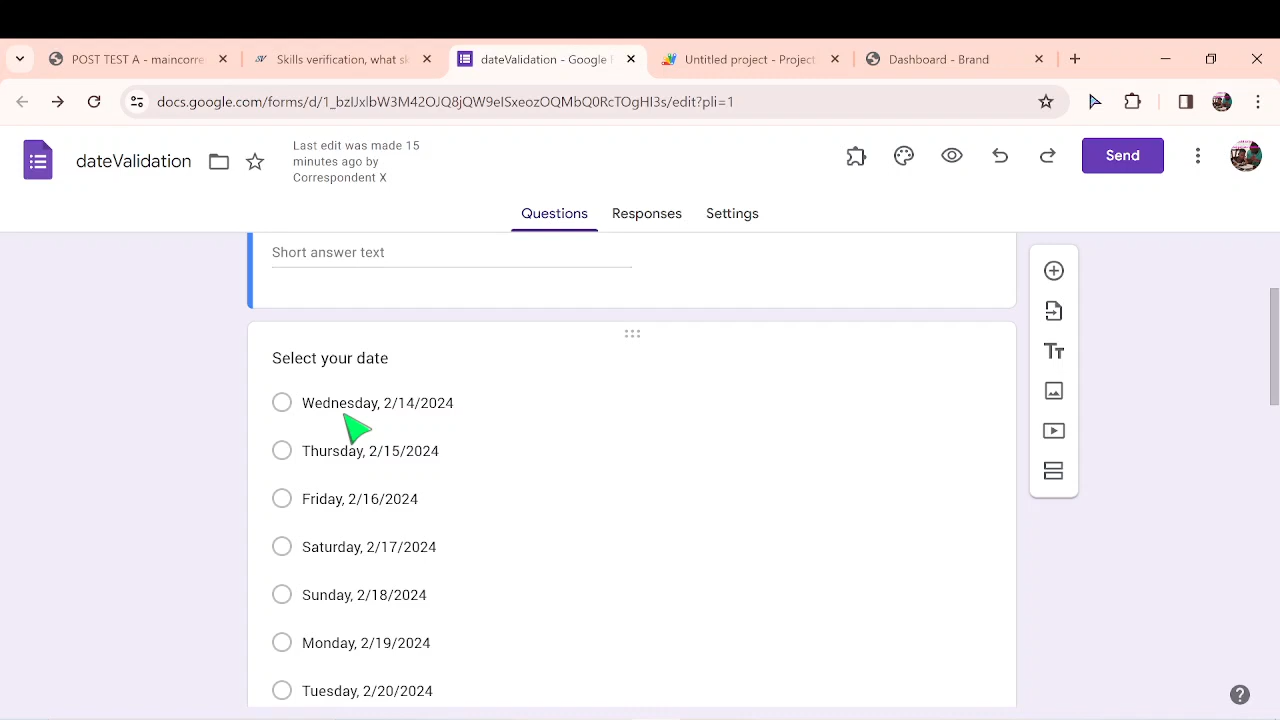 POST TEST A - maincoffe
Skills verification, what sk
dateValidation - Google F
Untitled project - Project
Dashboard - Brand
docs.google.com/forms/d/1_bzlJxlbW3M42OJQ8jQW9eISxeozOQMbQ0RcTOgHI3s/edit?pli=1
dateValidation
Last edit was made 15
minutes ago by
Correspondent X
Send
Questions
Responses
Settings
Short answer text
Select your date
Wednesday, 2/14/2024
Thursday, 2/15/2024
Friday, 2/16/2024
Saturday, 2/17/2024
Sunday, 2/18/2024
Monday, 2/19/2024
Tuesday, 2/20/2024